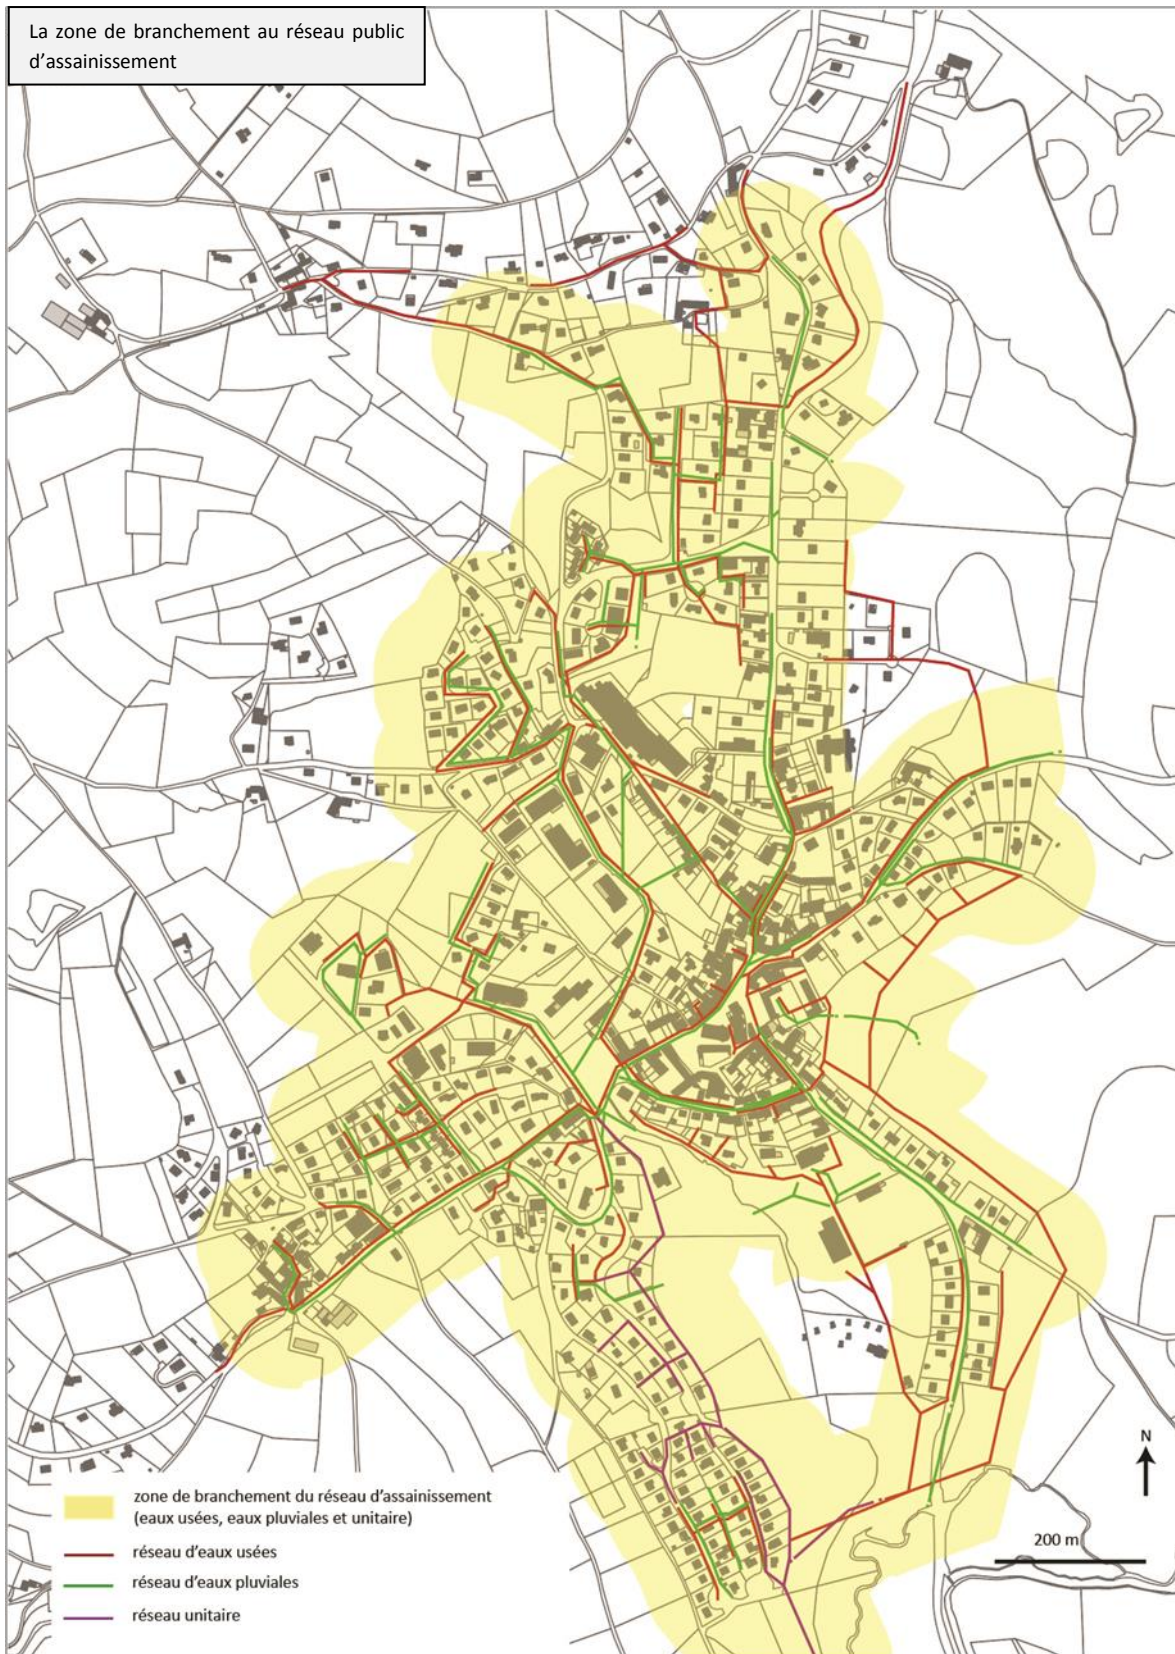 La zone de branchement au réseau public
d’assainissement
N
200 m
zone de branchement du réseau d'assainissement
(eaux usées, eaux pluviales et unitaire)
réseau d'eaux usées
réseau d'eaux pluviales
réseau unitaire